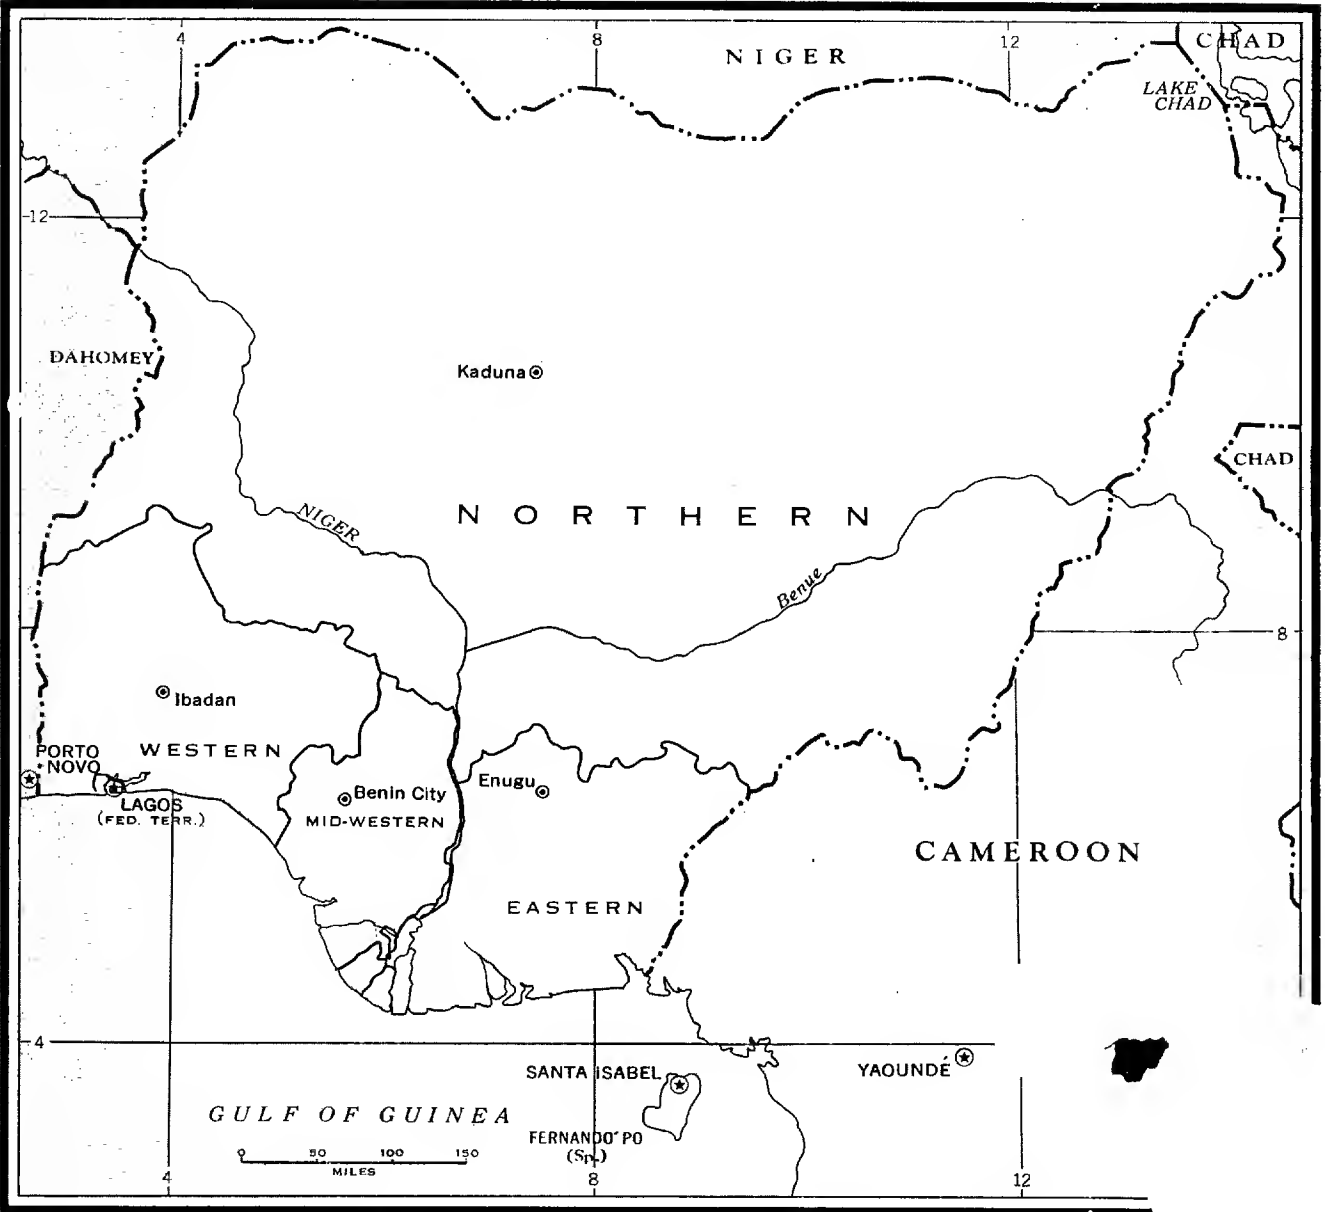 4
8
12
NIGER
CHAD
LAKE
CHAD
12
DAHOMEY
Kaduna
CHAD
NORTHERN
NIGER
Benue
8
Ibadan
WESTERN
PORTO
NOVO
LAGOS
(FED. TERR.)
Benin City
MID-WESTERN
Enugu
EASTERN
CAMEROON
4
SANTA ISABEL
YAOUNDÉ
GULF OF GUINEA
FERNANDO PO
(Sp.)
0 50 100 150
MILES
4
8
12